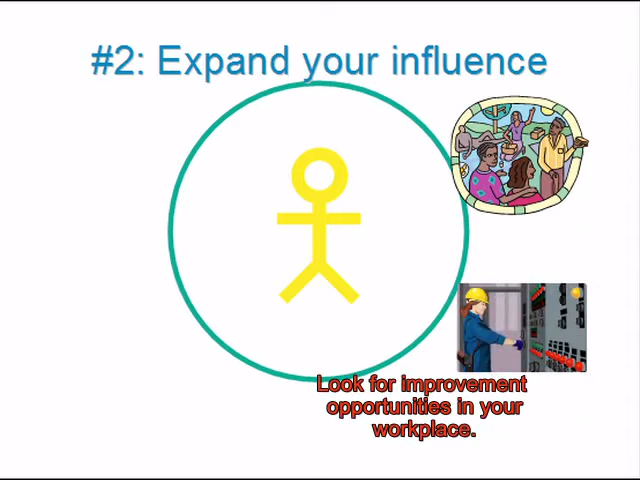 #2: Expand your influence
Look for improvement
opportunities in your
workplace.